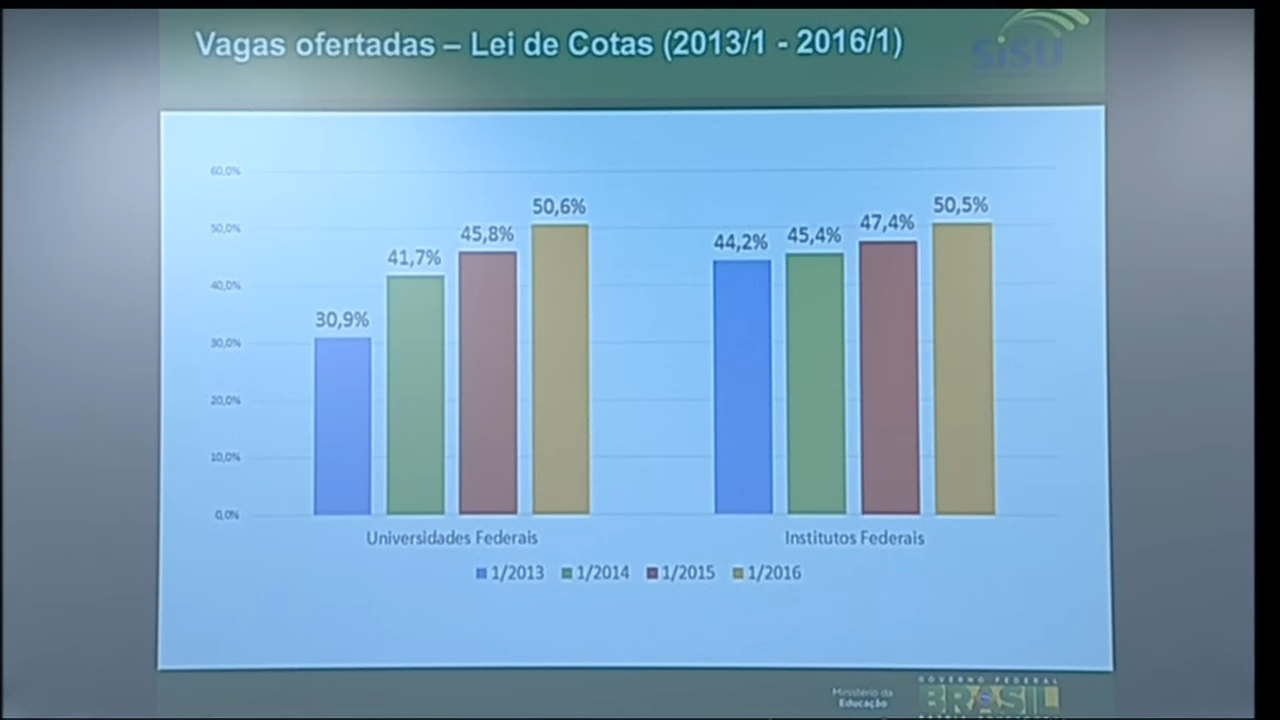 Vagas ofertadas – Lei de Cotas (2013/1 - 2016/1)
SiSU
60,0%
50,0%
40,0%
30,0%
20,0%
10,0%
0,0%
30,9%
41,7%
45,8%
50,6%
44,2%
45,4%
47,4%
50,5%
Universidades Federais
Institutos Federais
1/2013 1/2014 1/2015 1/2016
Ministério da
Educação
GOVERNO FEDERAL
BRASIL